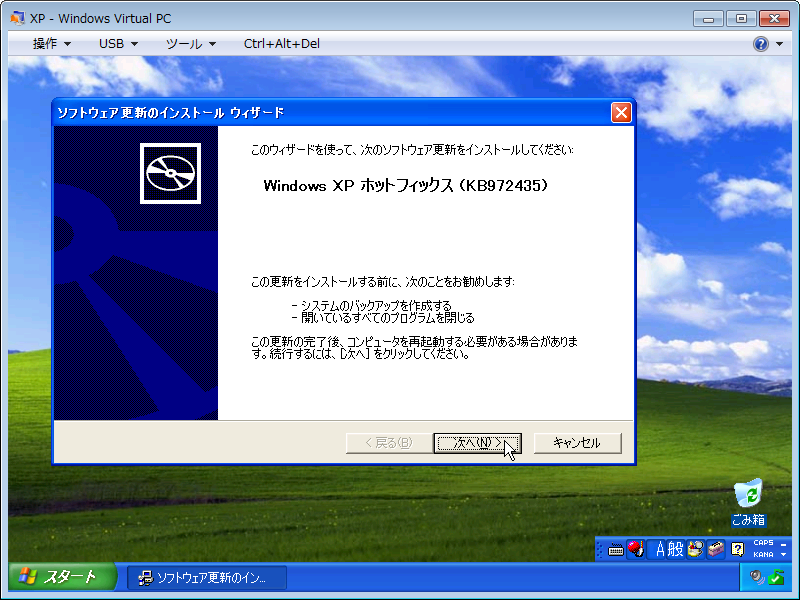 XP - Windows Virtual PC
操作 USB ツール Ctrl+Alt+Del
ソフトウェア更新のインストール ウィザード
このウィザードを使って、次のソフトウェア更新をインストールしてください:
Windows XP ホットフィックス (KB972435)
この更新をインストールする前に、次のことをお勧めします:
- システムのバックアップを作成する
- 開いているすべてのプログラムを閉じる
この更新の完了後、コンピュータを再起動する必要がある場合がありま
す。続行するには、[次へ] をクリックしてください。
< 戻る(B) 次へ(N) > キャンセル
ごみ箱
A 般 CAPS
KANA
スタート ソフトウェア更新のイン...